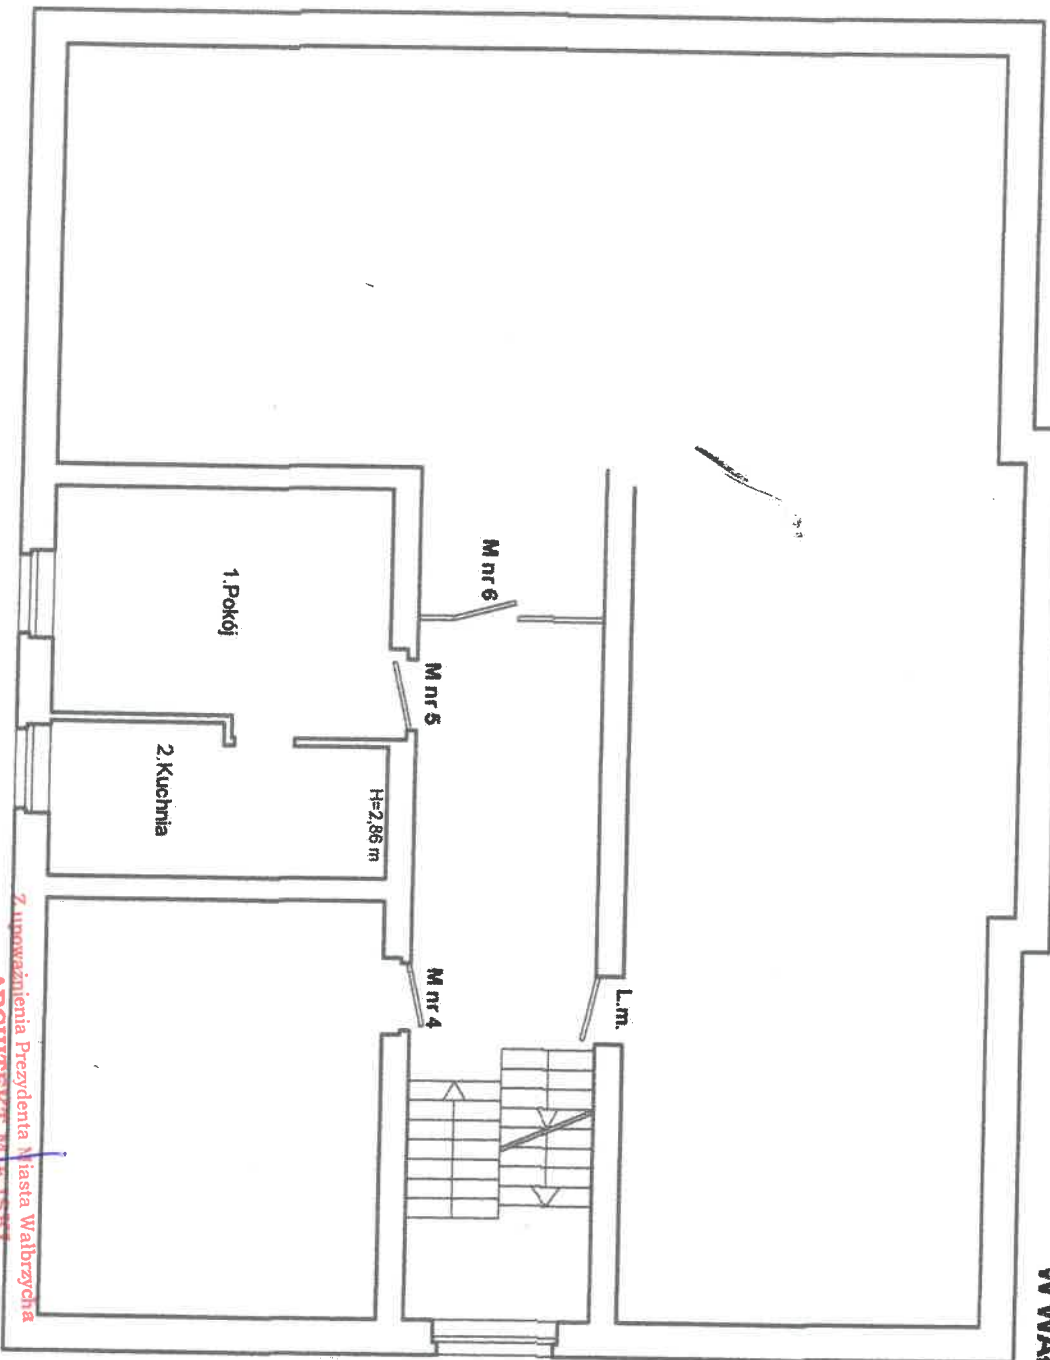 M nr 6
1.Pokój
M nr 5
2.Kuchnia
H=2,86 m
M nr 4
L.m.
Z upoważnienia Prezydenta Miasta Wałbrzycha